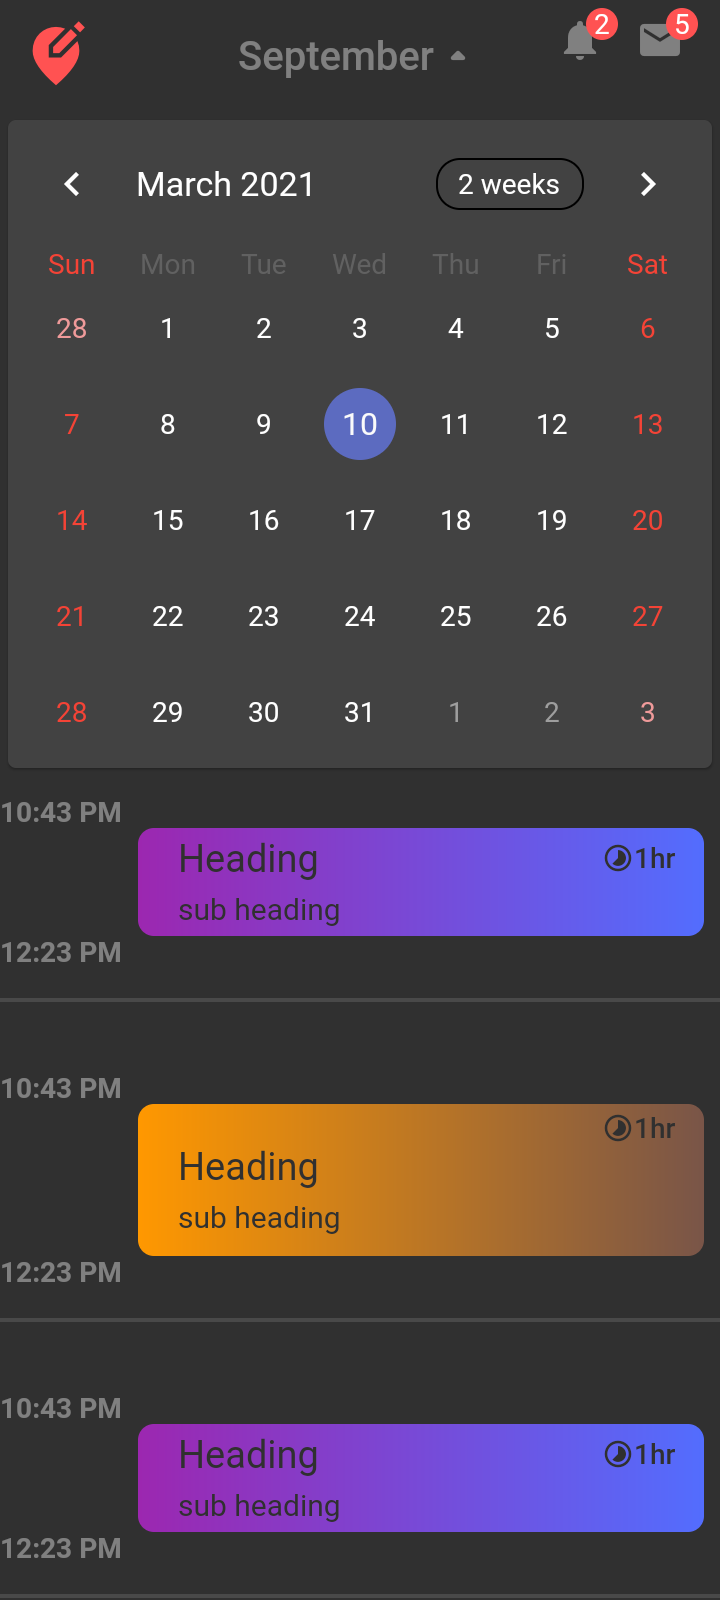 September
2
5
March 2021
2 weeks
Sun Mon Tue Wed Thu Fri Sat
28 1 2 3 4 5 6
7 8 9 10 11 12 13
14 15 16 17 18 19 20
21 22 23 24 25 26 27
28 29 30 31 1 2 3
10:43 PM
Heading
1hr
sub heading
12:23 PM
10:43 PM
1hr
Heading
sub heading
12:23 PM
10:43 PM
Heading
1hr
sub heading
12:23 PM